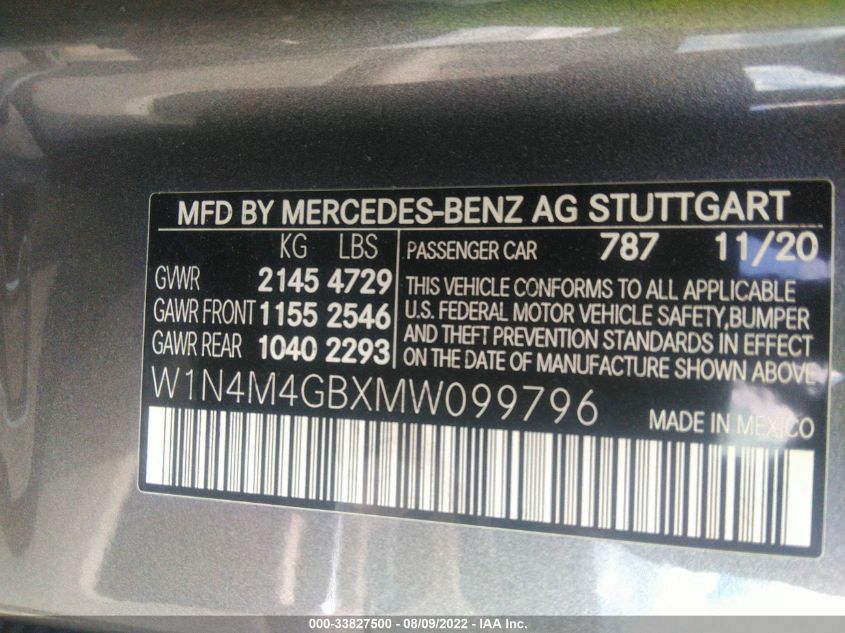 MFD BY MERCEDES-BENZ AG STUTTGART
KG LBS
GVWR 2145 4729
GAWR FRONT 1155 2546
GAWR REAR 1040 2293
PASSENGER CAR 787 11/20
THIS VEHICLE CONFORMS TO ALL APPLICABLE
U.S. FEDERAL MOTOR VEHICLE SAFETY, BUMPER
AND THEFT PREVENTION STANDARDS IN EFFECT
ON THE DATE OF MANUFACTURE SHOWN ABOVE
W1N4M4GBXMW099796
MADE IN MEXICO
000-33827500 - 08/09/2022 - IAA Inc.